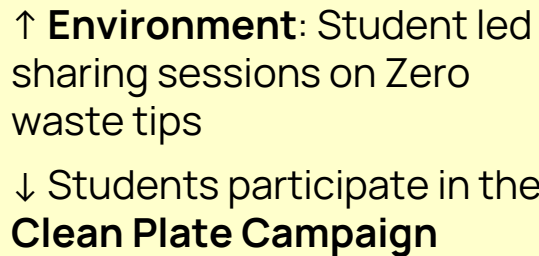 ↑ Environment: Student led
sharing sessions on Zero
waste tips
↓ Students participate in the
Clean Plate Campaign